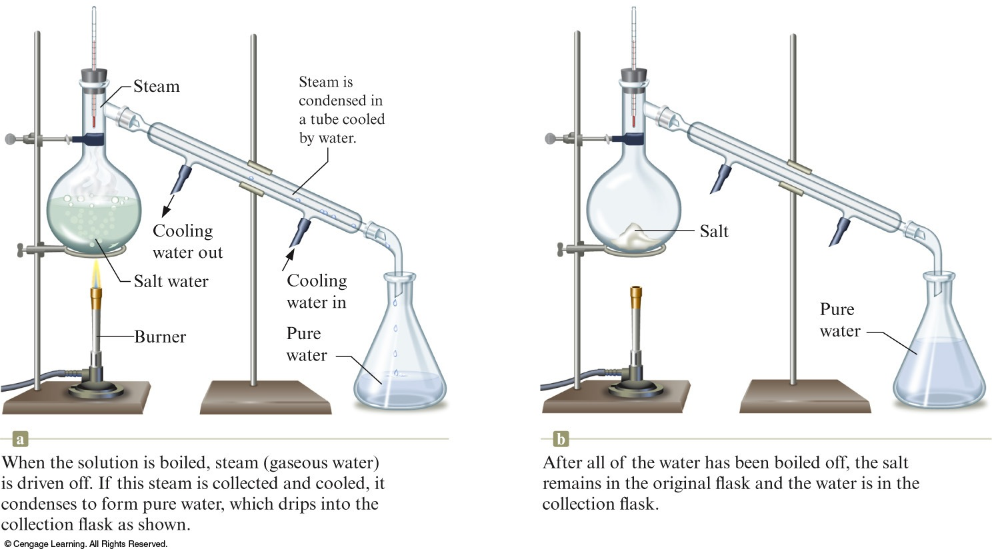 Steam
Steam is
condensed in
a tube cooled
by water.
Cooling
water out
Salt water
Cooling
water in
Burner
Pure
water
Salt
Pure
water
a
When the solution is boiled, steam (gaseous water)
is driven off. If this steam is collected and cooled, it
condenses to form pure water, which drips into the
collection flask as shown.
b
After all of the water has been boiled off, the salt
remains in the original flask and the water is in the
collection flask.
© Cengage Learning. All Rights Reserved.